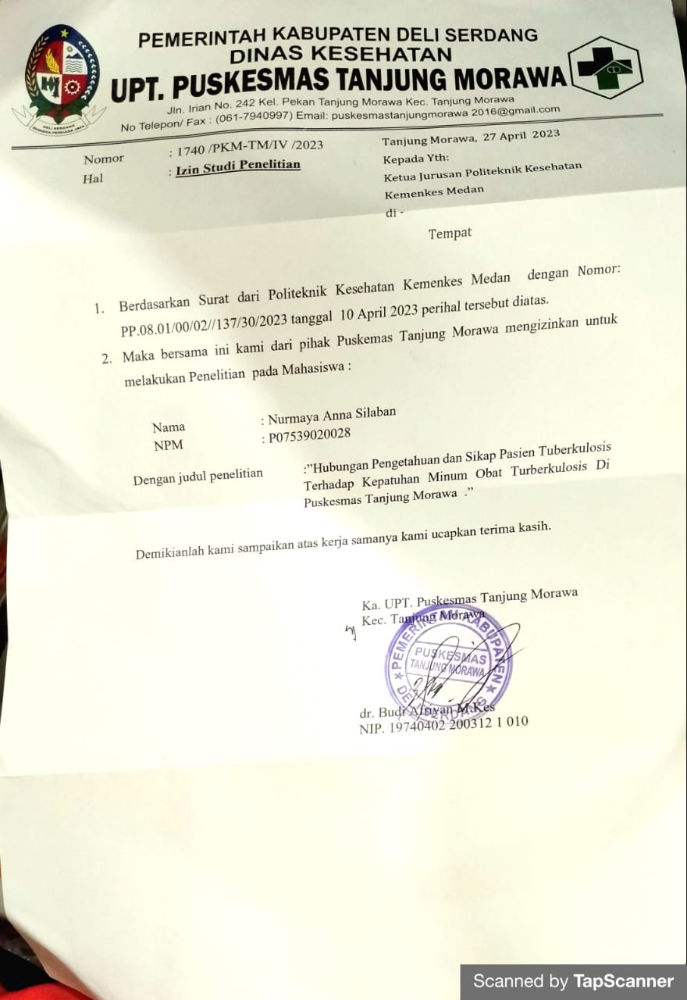 PEMERINTAH KABUPATEN DELI SERDANG
DINAS KESEHATAN
UPT. PUSKESMAS TANJUNG MORAWA
Jln. Irian No. 242 Kel. Pekan Tanjung Morawa Kec. Tanjung Morawa
No Telepon/ Fax : (061-7940997) Email: puskesmastanjungmorawa 2016@gmail.com
DELI SERDANG
BHINNEKA PERKASA JAYA
Nomor : 1740 /PKM-TM/IV /2023
Hal : Izin Studi Penelitian
Tanjung Morawa, 27 April 2023
Kepada Yth:
Ketua Jurusan Politeknik Kesehatan
Kemenkes Medan
di -
Tempat
1. Berdasarkan Surat dari Politeknik Kesehatan Kemenkes Medan dengan Nomor:
PP.08.01/00/02//137/30/2023 tanggal 10 April 2023 perihal tersebut diatas.
2. Maka bersama ini kami dari pihak Puskemas Tanjung Morawa mengizinkan untuk
melakukan Penelitian pada Mahasiswa :
Nama : Nurmaya Anna Silaban
NPM : P07539020028
Dengan judul penelitian :"Hubungan Pengetahuan dan Sikap Pasien Tuberkulosis
Terhadap Kepatuhan Minum Obat Turberkulosis Di
Puskesmas Tanjung Morawa ."
Demikianlah kami sampaikan atas kerja samanya kami ucapkan terima kasih.
Ka. UPT. Puskesmas Tanjung Morawa
Kec. Tanjung Morawa
PEMERINTAH KABUPATEN
PUSKESMAS
TANJUNG MORAWA
DELI SERDANG
dr. Budi Afriyan M.Kes
NIP. 19740402 200312 1 010
Scanned by TapScanner